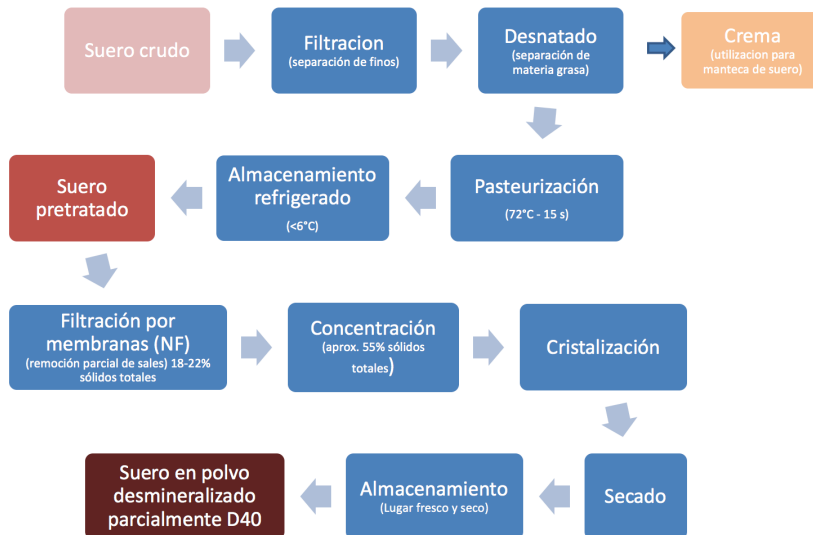 Suero crudo
Filtracion
(separación de finos)
Desnatado
(separación de
materia grasa)
Crema
(utilizacion para
manteca de suero)
Suero
pretratado
Almacenamiento
refrigerado
(<6°C)
Pasteurización
(72°C - 15 s)
Filtración por
membranas (NF)
(remoción parcial de sales) 18-22%
sólidos totales
Concentración
(aprox. 55% sólidos
totales)
Cristalización
Suero en polvo
desmineralizado
parcialmente D40
Almacenamiento
(Lugar fresco y seco)
Secado